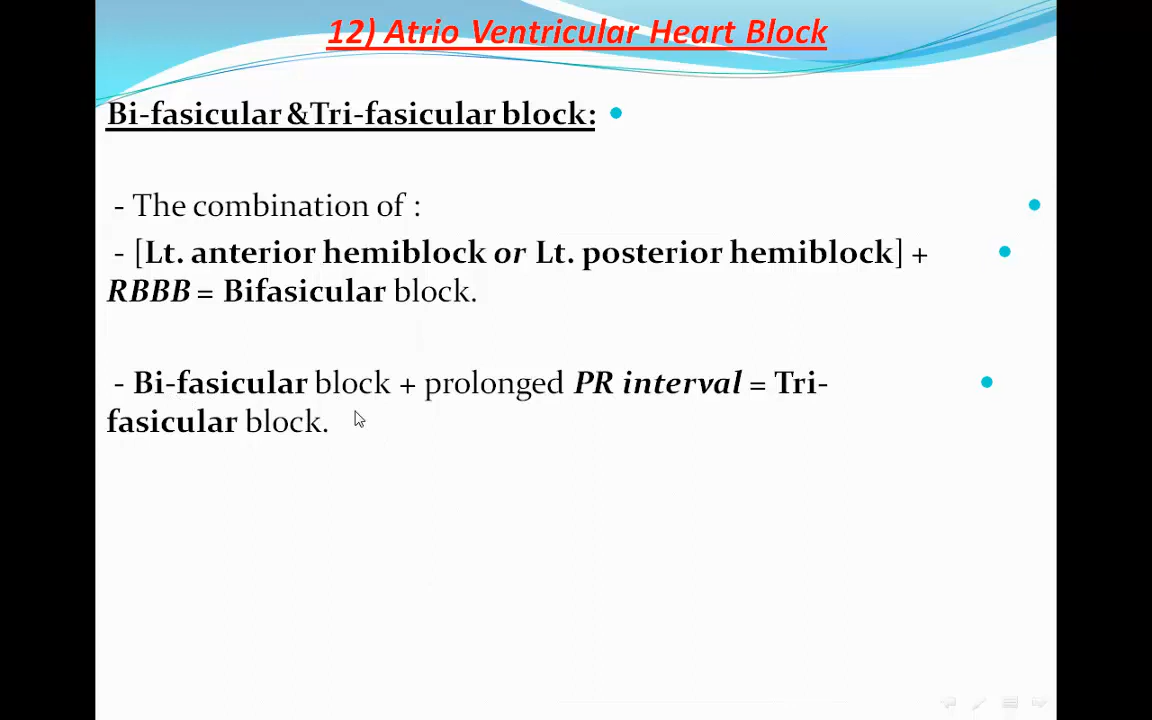 12) Atrio Ventricular Heart Block
Bi-fasicular &Tri-fasicular block:
- The combination of :
- [Lt. anterior hemiblock or Lt. posterior hemiblock] +
RBBB = Bifasicular block.
- Bi-fasicular block + prolonged PR interval = Tri-
fasicular block.